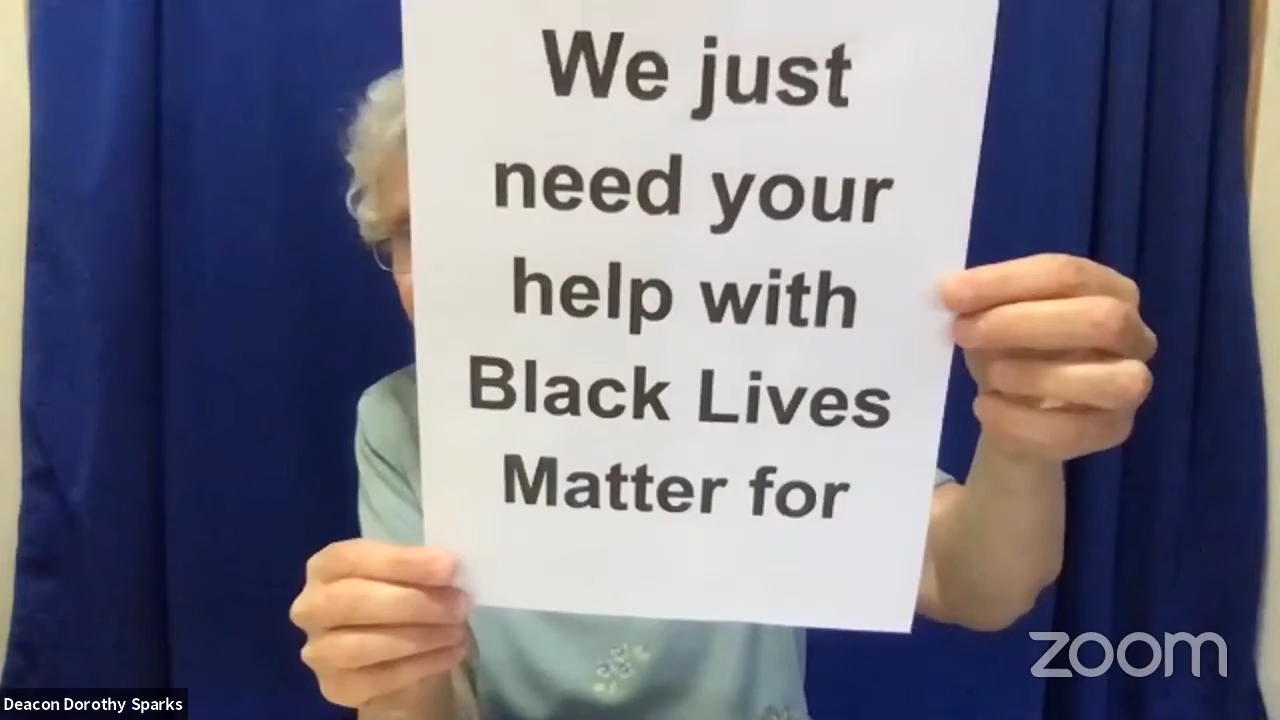 We just
need your
help with
Black Lives
Matter for
zoom
Deacon Dorothy Sparks